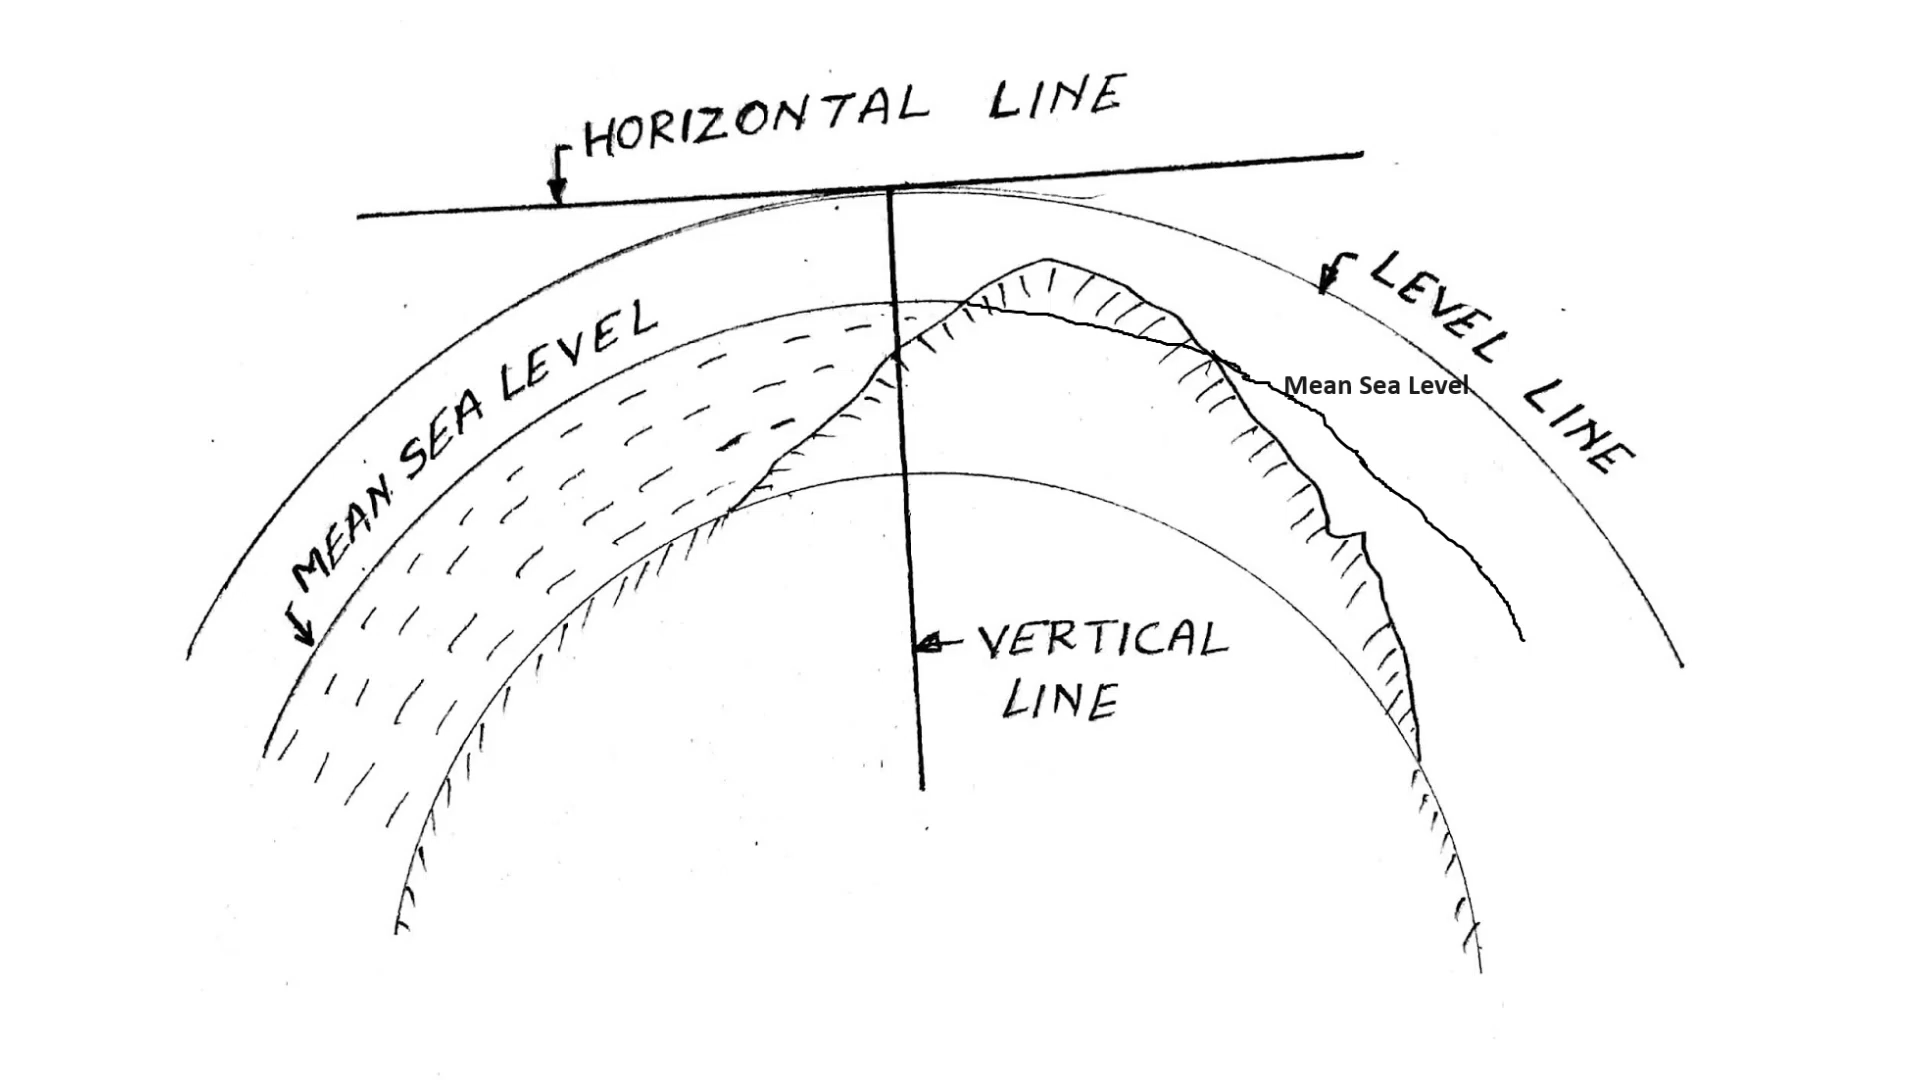 HORIZONTAL LINE
LEVEL LINE
MEAN SEA LEVEL
Mean Sea Level
VERTICAL
LINE